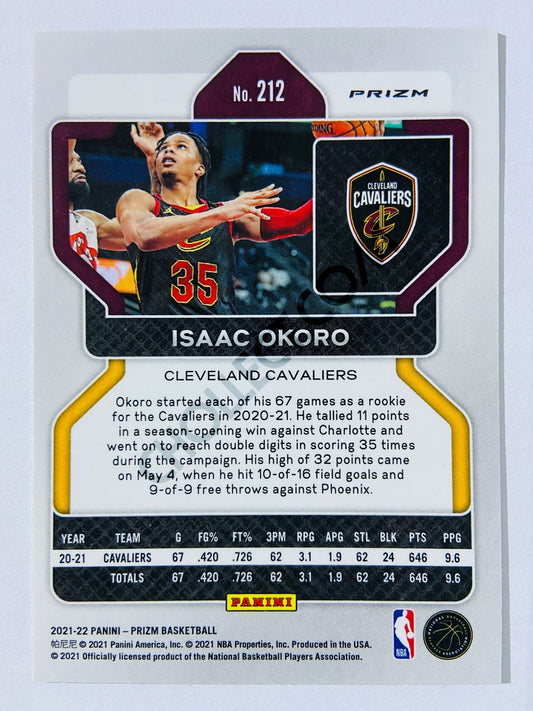 No. 212
PRIZM
CLEVELAND
CAVALIERS
35
ISAAC OKORO
CLEVELAND CAVALIERS
Okoro started each of his 67 games as a rookie
for the Cavaliers in 2020-21. He tallied 11 points
in a season-opening win against Charlotte and
went on to reach double digits in scoring 35 times
during the campaign. His high of 32 points came
on May 4, when he hit 10-of-16 field goals and
9-of-9 free throws against Phoenix.
YEAR TEAM G FG% FT% 3PM RPG APG STL BLK PTS PPG
20-21 CAVALIERS 67 .420 .726 62 3.1 1.9 62 24 646 9.6
TOTALS 67 .420 .726 62 3.1 1.9 62 24 646 9.6
PANINI
2021-22 PANINI – PRIZM BASKETBALL
帕尼尼 © 2021 Panini America, Inc. © 2021 NBA Properties, Inc. Produced in the USA.
© 2021 Officially licensed product of the National Basketball Players Association.
NBA